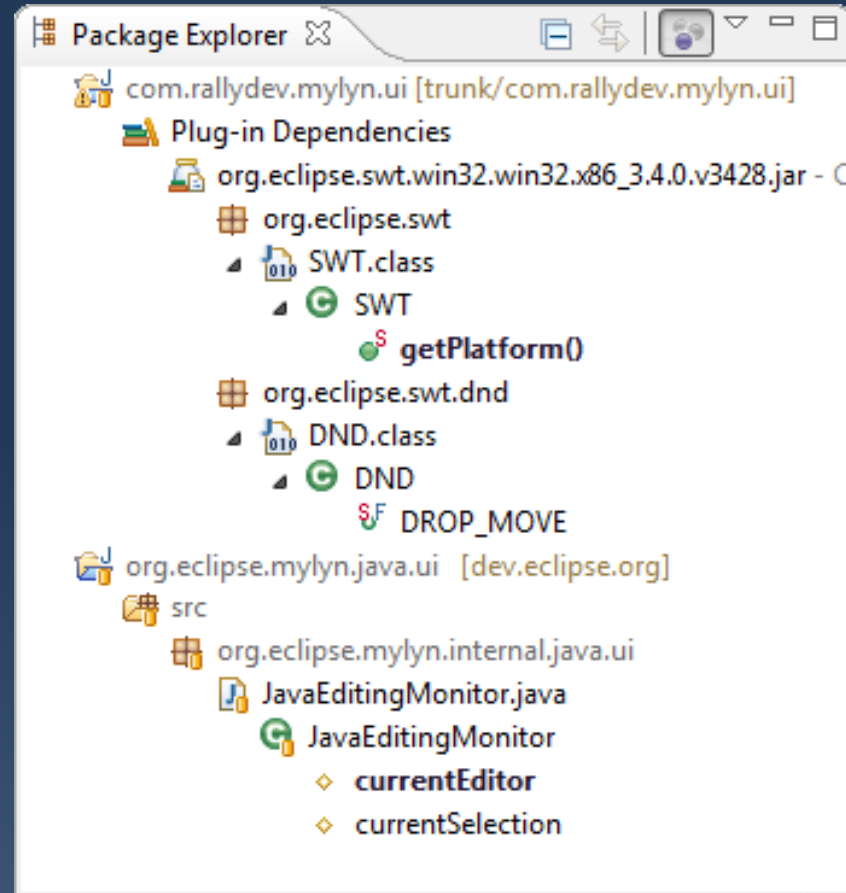 Package Explorer
com.rallydev.mylyn.ui [trunk/com.rallydev.mylyn.ui]
Plug-in Dependencies
org.eclipse.swt.win32.win32.x86_3.4.0.v3428.jar - C
org.eclipse.swt
SWT.class
SWT
getPlatform()
org.eclipse.swt.dnd
DND.class
DND
DROP_MOVE
org.eclipse.mylyn.java.ui [dev.eclipse.org]
src
org.eclipse.mylyn.internal.java.ui
JavaEditingMonitor.java
JavaEditingMonitor
currentEditor
currentSelection